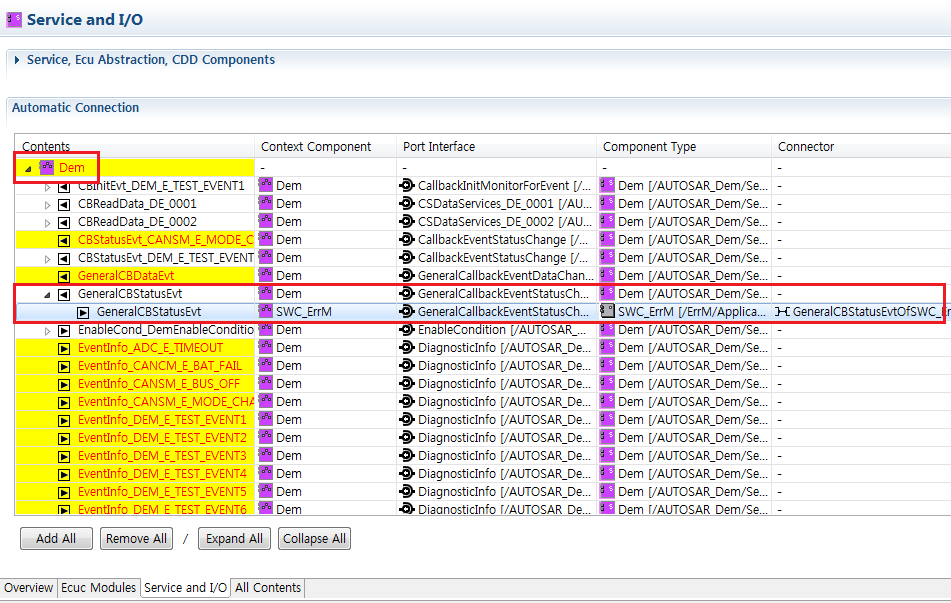 Service and I/O
Service, Ecu Abstraction, CDD Components
Automatic Connection
Contents Context Component Port Interface Component Type Connector
Dem - - - -
CBInitEvt_DEM_E_TEST_EVENT1 Dem CallbackInitMonitorForEvent [/... Dem [/AUTOSAR_Dem/Se... -
CBReadData_DE_0001 Dem CSDataServices_DE_0001 [/AU... Dem [/AUTOSAR_Dem/Se... -
CBReadData_DE_0002 Dem CSDataServices_DE_0002 [/AU... Dem [/AUTOSAR_Dem/Se... -
CBStatusEvt_CANSM_E_MODE_C Dem CallbackEventStatusChange [/... Dem [/AUTOSAR_Dem/Se... -
CBStatusEvt_DEM_E_TEST_EVENT Dem CallbackEventStatusChange [/... Dem [/AUTOSAR_Dem/Se... -
GeneralCBDataEvt Dem GeneralCallbackEventDataChan... Dem [/AUTOSAR_Dem/Se... -
GeneralCBStatusEvt Dem GeneralCallbackEventStatusCh... Dem [/AUTOSAR_Dem/Se... -
GeneralCBStatusEvt SWC_ErrM GeneralCallbackEventStatusCh... SWC_ErrM [/ErrM/Applica... GeneralCBStatusEvtOfSWC_Er
EnableCond_DemEnableConditio Dem EnableCondition [/AUTOSAR_... Dem [/AUTOSAR_Dem/Se... -
EventInfo_ADC_E_TIMEOUT Dem DiagnosticInfo [/AUTOSAR_De... Dem [/AUTOSAR_Dem/Se... -
EventInfo_CANCM_E_BAT_FAIL Dem DiagnosticInfo [/AUTOSAR_De... Dem [/AUTOSAR_Dem/Se... -
EventInfo_CANSM_E_BUS_OFF Dem DiagnosticInfo [/AUTOSAR_De... Dem [/AUTOSAR_Dem/Se... -
EventInfo_CANSM_E_MODE_CHA Dem DiagnosticInfo [/AUTOSAR_De... Dem [/AUTOSAR_Dem/Se... -
EventInfo_DEM_E_TEST_EVENT1 Dem DiagnosticInfo [/AUTOSAR_De... Dem [/AUTOSAR_Dem/Se... -
EventInfo_DEM_E_TEST_EVENT2 Dem DiagnosticInfo [/AUTOSAR_De... Dem [/AUTOSAR_Dem/Se... -
EventInfo_DEM_E_TEST_EVENT3 Dem DiagnosticInfo [/AUTOSAR_De... Dem [/AUTOSAR_Dem/Se... -
EventInfo_DEM_E_TEST_EVENT4 Dem DiagnosticInfo [/AUTOSAR_De... Dem [/AUTOSAR_Dem/Se... -
EventInfo_DEM_E_TEST_EVENT5 Dem DiagnosticInfo [/AUTOSAR_De... Dem [/AUTOSAR_Dem/Se... -
EventInfo_DEM_E_TEST_EVENT6 Dem DiagnosticInfo [/AUTOSAR_De... Dem [/AUTOSAR_Dem/Se... -
Add All Remove All / Expand All Collapse All
Overview Ecuc Modules Service and I/O All Contents